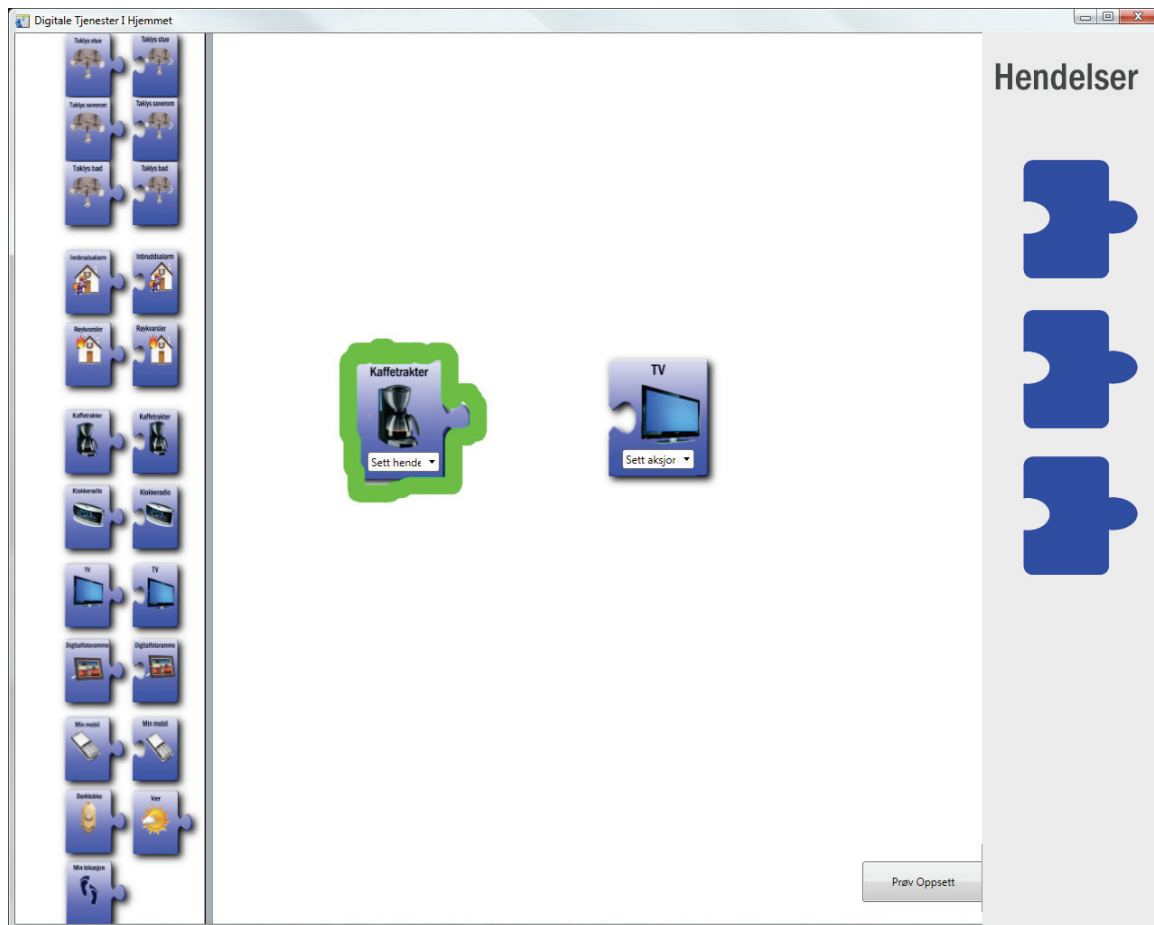 Digitale Tjenester I Hjemmet
Taklys stue
Taklys stue
Taklys soverom
Taklys soverom
Taklys bad
Taklys bad
Innbruddsalarm
Inbruddsalarm
Røykvarsler
Røykvarsler
Kaffetrakter
Kaffetrakter
Klokkeradio
Klokkeradio
TV
TV
Digitalfotoramme
Digitalfotoramme
Min mobil
Min mobil
Dørklokke
Vær
Min lokasjon
Kaffetrakter
Sett hende
TV
Sett aksjor
Prøv Oppsett
Hendelser